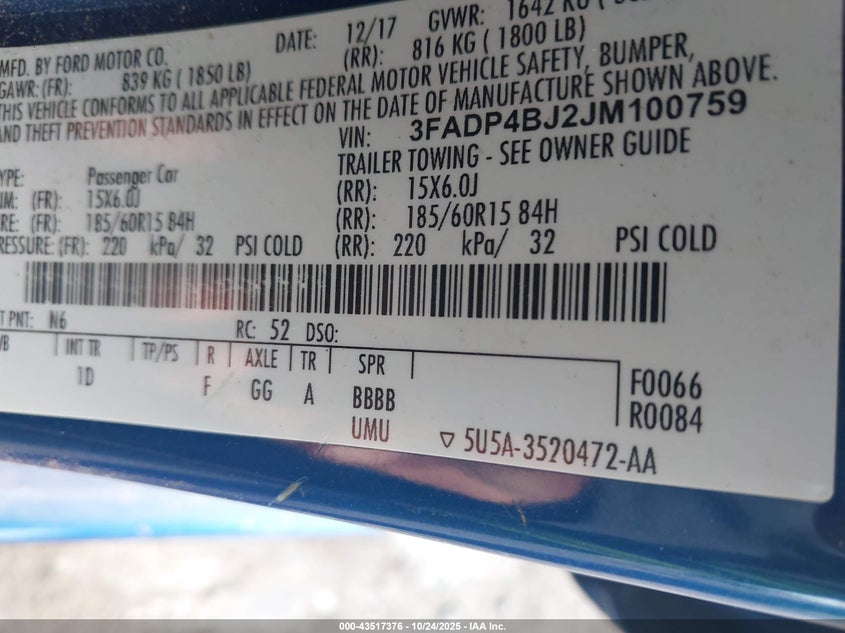 MFD. BY FORD MOTOR CO.
DATE: 12/17 GVWR: 1642 KG
GAWR: (FR): 839 KG ( 1850 LB) (RR): 816 KG ( 1800 LB)
THIS VEHICLE CONFORMS TO ALL APPLICABLE FEDERAL MOTOR VEHICLE SAFETY, BUMPER,
AND THEFT PREVENTION STANDARDS IN EFFECT ON THE DATE OF MANUFACTURE SHOWN ABOVE.
VIN: 3FADP4BJ2JM100759
TRAILER TOWING - SEE OWNER GUIDE
YPE: Passenger Car
IM: (FR): 15X6.0J (RR): 15X6.0J
RE: (FR): 185/60R15 84H (RR): 185/60R15 84H
RESSURE: (FR): 220 kPa/ 32 PSI COLD (RR): 220 kPa/ 32 PSI COLD
T PNT: N6 RC: 52 DSO:
/B INT TR TP/PS R AXLE TR SPR
1D F GG A BBBB
UMU
F0066
R0084
▽ 5U5A-3520472-AA
000-43517376 - 10/24/2025 - IAA Inc.